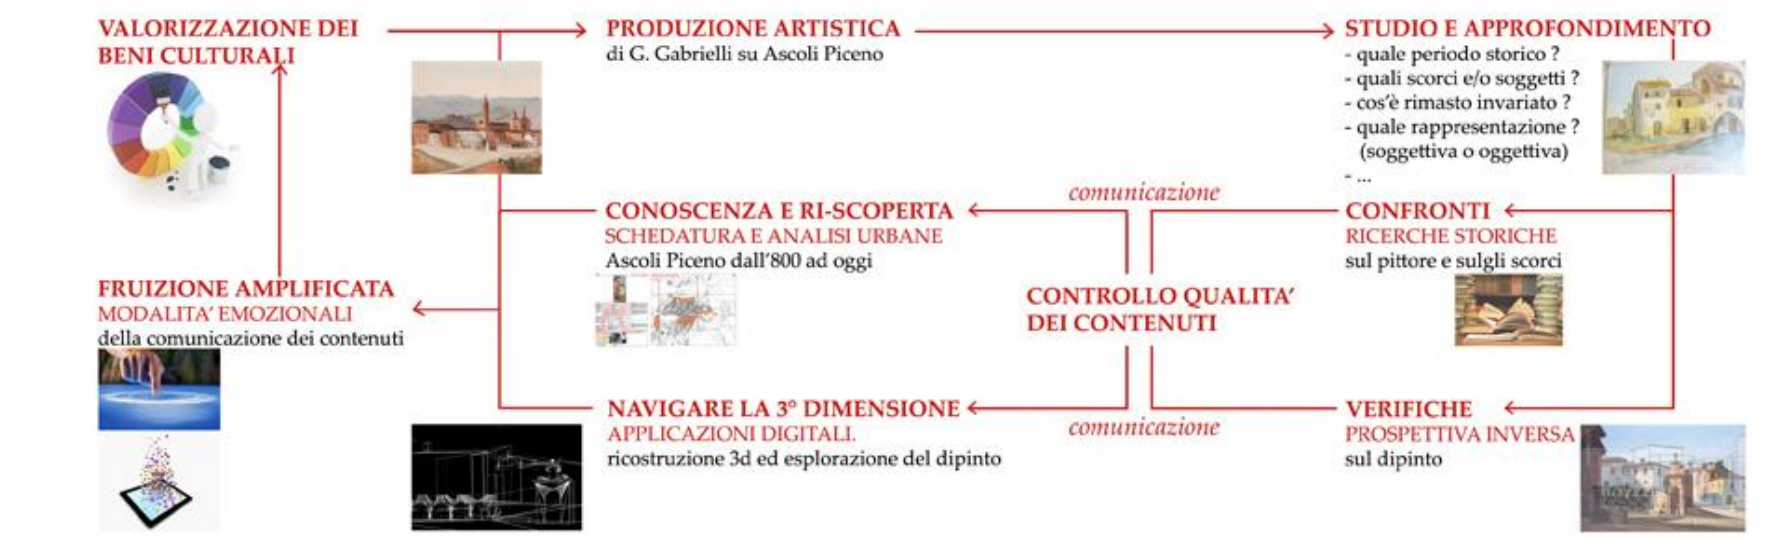 VALORIZZAZIONE DEI
BENI CULTURALI
PRODUZIONE ARTISTICA
di G. Gabrielli su Ascoli Piceno
STUDIO E APPROFONDIMENTO
- quale periodo storico ?
- quali scorci e/o soggetti ?
- cos'è rimasto invariato ?
- quale rappresentazione ?
(soggettiva o oggettiva)
- ...
comunicazione
CONOSCENZA E RI-SCOPERTA
SCHEDATURA E ANALISI URBANE
Ascoli Piceno dall'800 ad oggi
CONFRONTI
RICERCHE STORICHE
sul pittore e sulgli scorci
FRUIZIONE AMPLIFICATA
MODALITA' EMOZIONALI
della comunicazione dei contenuti
CONTROLLO QUALITA'
DEI CONTENUTI
NAVIGARE LA 3° DIMENSIONE
APPLICAZIONI DIGITALI.
ricostruzione 3d ed esplorazione del dipinto
comunicazione
VERIFICHE
PROSPETTIVA INVERSA
sul dipinto